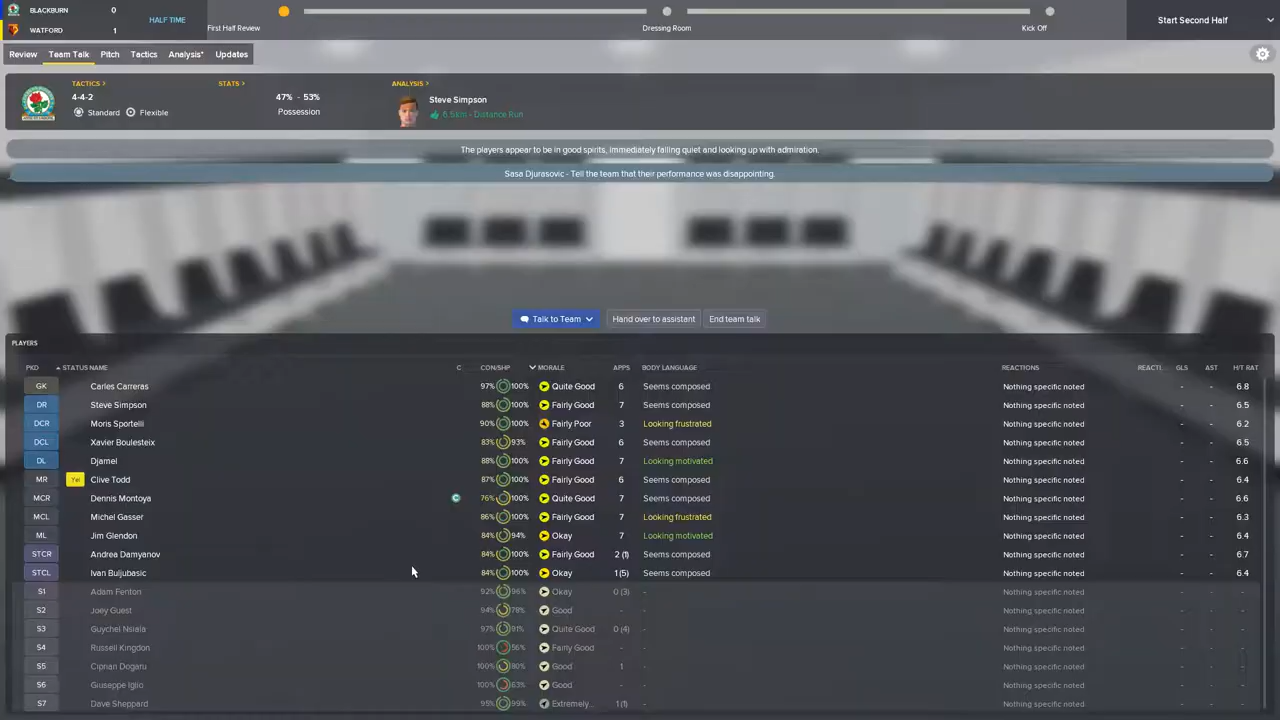 BLACKBURN 0
WATFORD 1
HALF TIME
First Half Review
Dressing Room
Kick Off
Start Second Half
Review Team Talk Pitch Tactics Analysis* Updates
TACTICS > STATS > ANALYSIS >
4-4-2
Standard Flexible
47% - 53%
Possession
Steve Simpson
6.5km - Distance Run
The players appear to be in good spirits, immediately falling quiet and looking up with admiration.
Sasa Djurasovic - Tell the team that their performance was disappointing.
Talk to Team Hand over to assistant End team talk
PLAYERS
PKD STATUS NAME C CON/SHP MORALE APPS BODY LANGUAGE REACTIONS REACTI... GLS AST H/T RAT
GK Carles Carreras 97% 100% Quite Good 6 Seems composed Nothing specific noted - - 6.8
DR Steve Simpson 88% 100% Fairly Good 7 Seems composed Nothing specific noted - - 6.5
DCR Moris Sportelli 90% 100% Fairly Poor 3 Looking frustrated Nothing specific noted - - 6.2
DCL Xavier Boulesteix 83% 93% Fairly Good 6 Seems composed Nothing specific noted - - 6.5
DL Djamel 88% 100% Fairly Good 7 Looking motivated Nothing specific noted - - 6.6
MR Yel Clive Todd 87% 100% Fairly Good 6 Seems composed Nothing specific noted - - 6.4
MCR Dennis Montoya C 76% 100% Quite Good 7 Seems composed Nothing specific noted - - 6.6
MCL Michel Gasser 86% 100% Fairly Good 7 Looking frustrated Nothing specific noted - - 6.3
ML Jim Glendon 84% 94% Okay 7 Looking motivated Nothing specific noted - - 6.4
STCR Andrea Damyanov 84% 100% Fairly Good 2 (1) Seems composed Nothing specific noted - - 6.7
STCL Ivan Buljubasic 84% 100% Okay 1 (5) Seems composed Nothing specific noted - - 6.4
S1 Adam Fenton 92% 96% Okay 0 (3) - Nothing specific noted - - -
S2 Joey Guest 94% 78% Good - - Nothing specific noted - - -
S3 Guychel Nsiala 97% 91% Quite Good 0 (4) - Nothing specific noted - - -
S4 Russell Kingdon 100% 56% Fairly Good - - Nothing specific noted - - -
S5 Ciprian Dogaru 100% 80% Good 1 - Nothing specific noted - - -
S6 Giuseppe Iglio 100% 63% Good - - Nothing specific noted - - -
S7 Dave Sheppard 95% 99% Extremely... 1 (1) - Nothing specific noted - - -